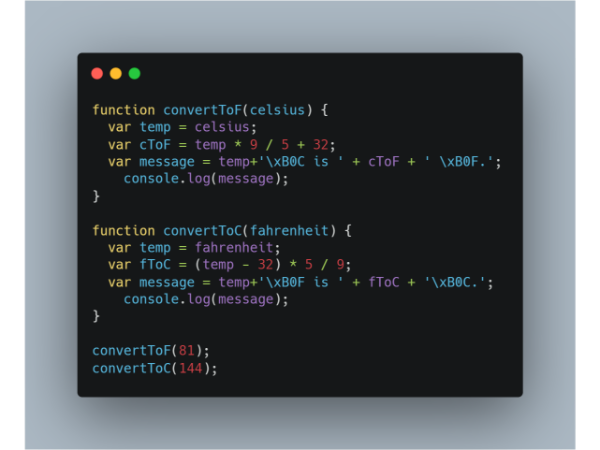 function convertToF(celsius) {
  var temp = celsius;
  var cToF = temp * 9 / 5 + 32;
  var message = temp+'\xB0C is ' + cToF + ' \xB0F.';
    console.log(message);
}

function convertToC(fahrenheit) {
  var temp = fahrenheit;
  var fToC = (temp - 32) * 5 / 9;
  var message = temp+'\xB0F is ' + fToC + '\xB0C.';
    console.log(message);
}

convertToF(81);
convertToC(144);